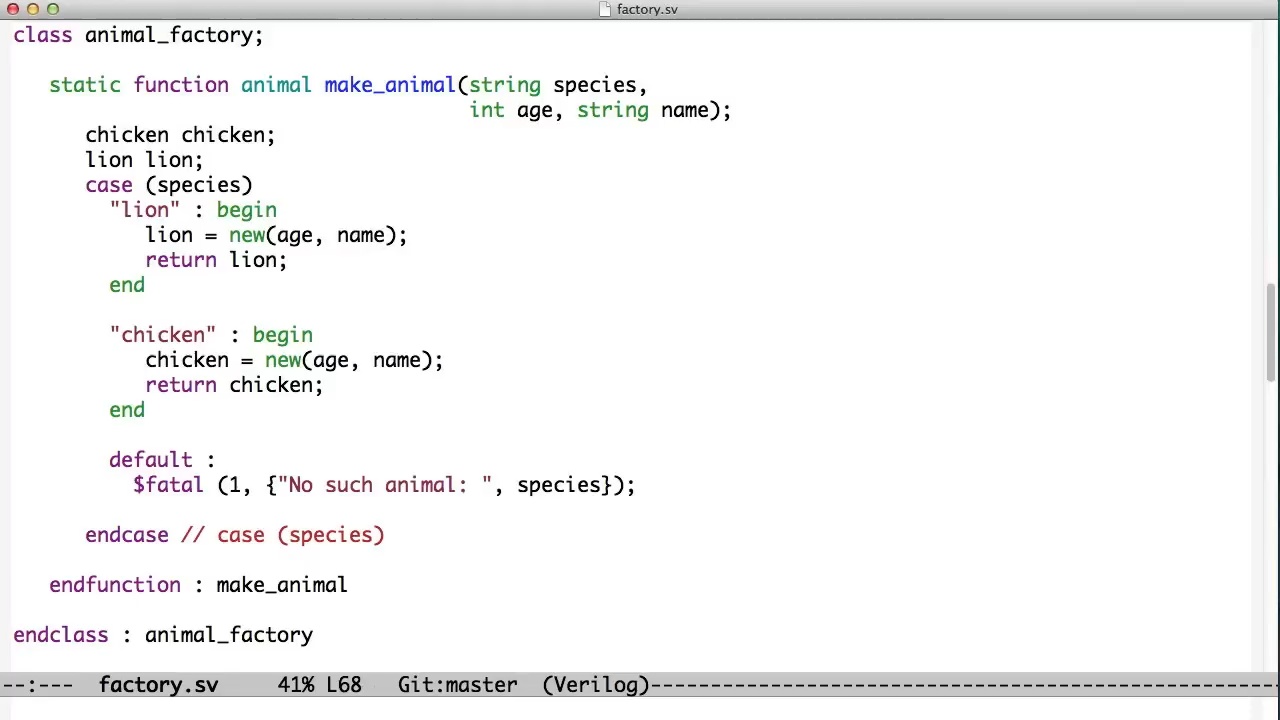 factory.sv
class animal_factory;
static function animal make_animal(string species,
int age, string name);
chicken chicken;
lion lion;
case (species)
"lion" : begin
lion = new(age, name);
return lion;
end
"chicken" : begin
chicken = new(age, name);
return chicken;
end
default :
$fatal (1, {"No such animal: ", species});
endcase // case (species)
endfunction : make_animal
endclass : animal_factory
--:--- factory.sv 41% L68 Git:master (Verilog)-----------------------------------------------------